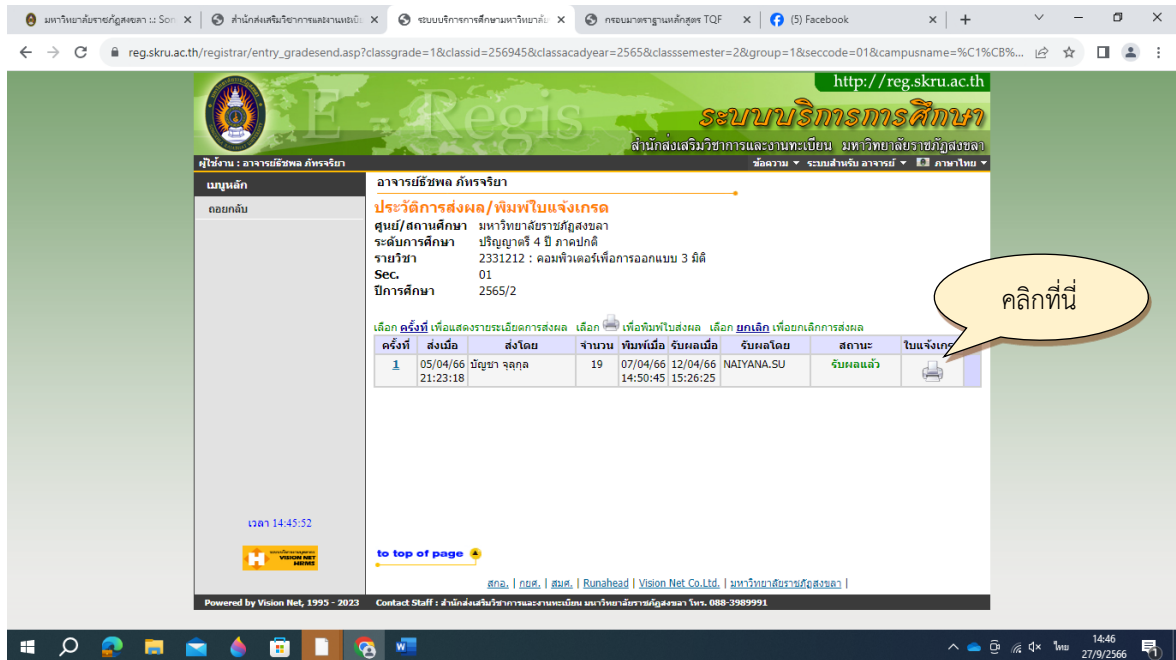 มหาวิทยาลัยราชภัฏสงขลา ::: Son
สำนักส่งเสริมวิชาการและงานทะเบีย
ระบบบริการการศึกษามหาวิทยาลัย
กรอบมาตราฐานหลักสูตร TQF
(5) Facebook
reg.skru.ac.th/registrar/entry_gradesend.asp?classgrade=1&classid=256945&classacadyear=2565&classsemester=2&group=1&seccode=01&campusname=%C1%CB%...
http://reg.skru.ac.th
E - Regis
ระบบบริการการศึกษา
สำนักส่งเสริมวิชาการและงานทะเบียน มหาวิทยาลัยราชภัฏสงขลา
ผู้ใช้งาน : อาจารย์ธัชพล ภัทรจริยา
ข้อความ ระบบสำหรับ อาจารย์ ภาษาไทย
เมนูหลัก
ถอยกลับ
อาจารย์ธัชพล ภัทรจริยา
ประวัติการส่งผล/พิมพ์ใบแจ้งเกรด
ศูนย์/สถานศึกษา มหาวิทยาลัยราชภัฏสงขลา
ระดับการศึกษา ปริญญาตรี 4 ปี ภาคปกติ
รายวิชา 2331212 : คอมพิวเตอร์เพื่อการออกแบบ 3 มิติ
Sec. 01
ปีการศึกษา 2565/2
คลิกที่นี่
เลือก ครั้งที่ เพื่อแสดงรายระเอียดการส่งผล เลือก เพื่อพิมพ์ใบส่งผล เลือก ยกเลิก เพื่อยกเลิกการส่งผล
ครั้งที่ ส่งเมื่อ ส่งโดย จำนวน พิมพ์เมื่อ รับผลเมื่อ รับผลโดย สถานะ ใบแจ้งเกร
1 05/04/66 บัญชา จุลุกล 19 07/04/66 12/04/66 NAIYANA.SU รับผลแล้ว
21:23:18 14:50:45 15:26:25
เวลา 14:45:52
VISION NET
HRMS
to top of page
สกอ. | กยศ. | สมศ. | Runahead | Vision Net Co.Ltd. | มหาวิทยาลัยราชภัฏสงขลา |
Powered by Vision Net, 1995 - 2023
Contact Staff : สำนักส่งเสริมวิชาการและงานทะเบียน มหาวิทยาลัยราชภัฏสงขลา โทร. 088-3989991
ไทย
14:46
27/9/2566